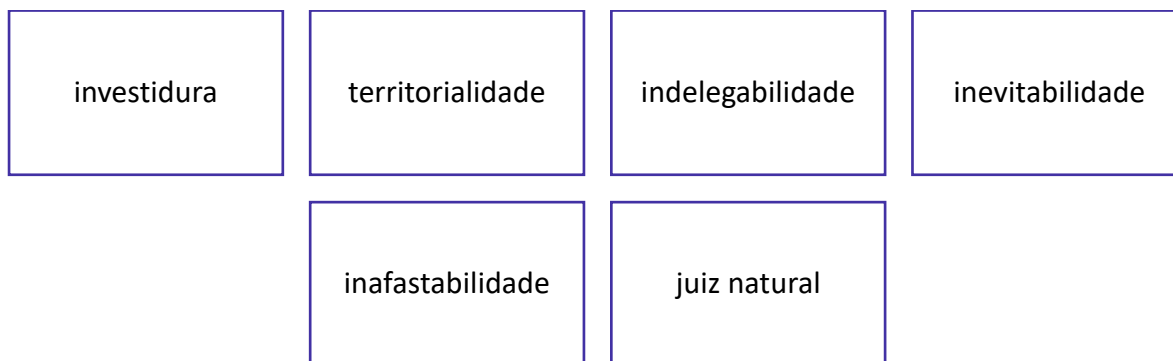 investidura
territorialidade
indelegabilidade
inevitabilidade
inafastabilidade
juiz natural